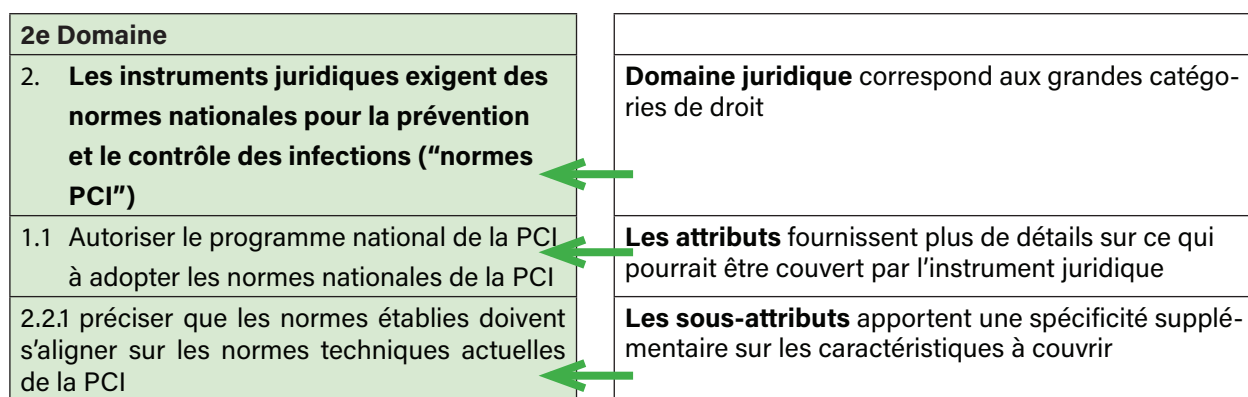 2e Domaine
2. Les instruments juridiques exigent des
normes nationales pour la prévention
et le contrôle des infections (“normes
PCI”)
Domaine juridique correspond aux grandes catégo-
ries de droit
1.1 Autoriser le programme national de la PCI
à adopter les normes nationales de la PCI
Les attributs fournissent plus de détails sur ce qui
pourrait être couvert par l'instrument juridique
2.2.1 préciser que les normes établies doivent
s'aligner sur les normes techniques actuelles
de la PCI
Les sous-attributs apportent une spécificité supplé-
mentaire sur les caractéristiques à couvrir